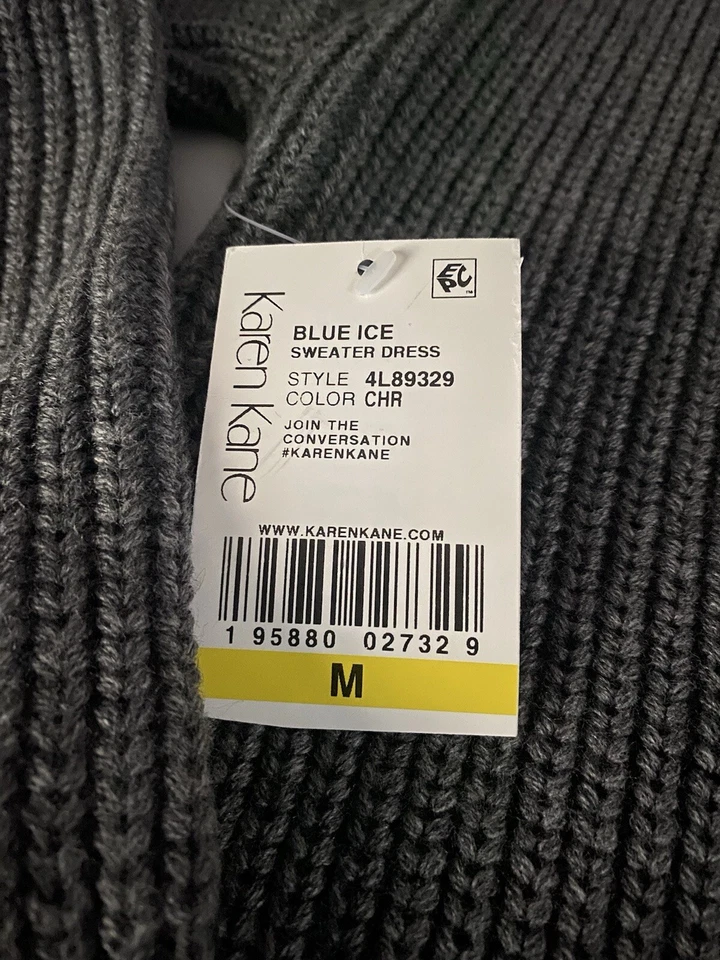 karen kane
EPC
BLUE ICE
SWEATER DRESS
STYLE 4L89329
COLOR CHR
JOIN THE
CONVERSATION
#KARENKANE
WWW.KARENKANE.COM
1 95880 02732 9
M